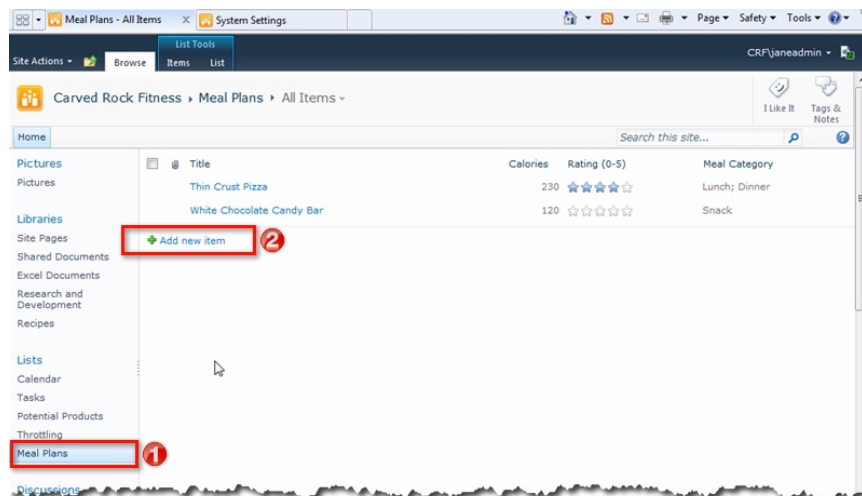 Meal Plans - All Items X System Settings Page Safety Tools
List Tools
Site Actions Browse Items List CRF\janeadmin
Carved Rock Fitness Meal Plans All Items
I Like It Tags & Notes
Home Search this site...
Pictures
Pictures
Libraries
Site Pages
Shared Documents
Excel Documents
Research and
Development
Recipes
Lists
Calendar
Tasks
Potential Products
Throttling
Meal Plans 1
Discussions
Title Calories Rating (0-5) Meal Category
Thin Crust Pizza 230 Lunch; Dinner
White Chocolate Candy Bar 120 Snack
Add new item 2